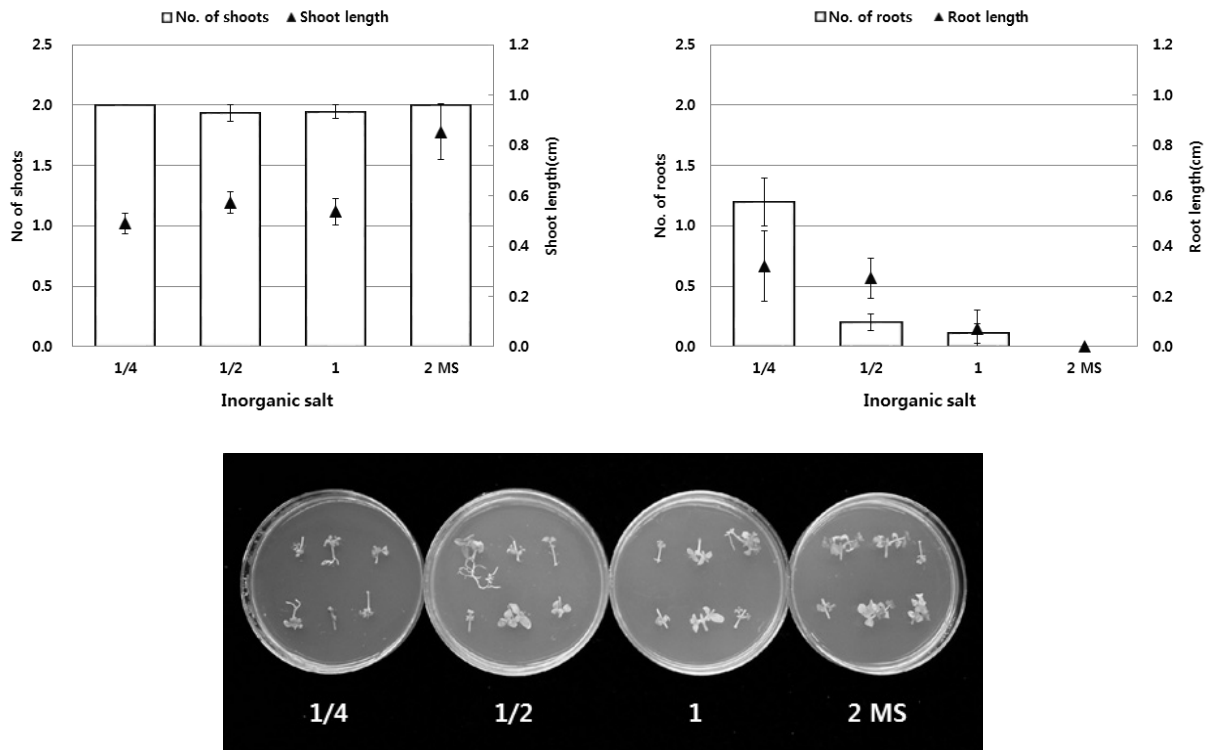 No. of shoots Shoot length
2.5
2.0
1.5
1.0
0.5
0.0
No of shoots
1.2
1.0
0.8
0.6
0.4
0.2
0.0
Shoot length(cm)
1/4 1/2 1 2 MS
Inorganic salt
No. of roots Root length
2.5
2.0
1.5
1.0
0.5
0.0
No. of roots
1.2
1.0
0.8
0.6
0.4
0.2
0.0
Root length(cm)
1/4 1/2 1 2 MS
Inorganic salt
1/4 1/2 1 2 MS